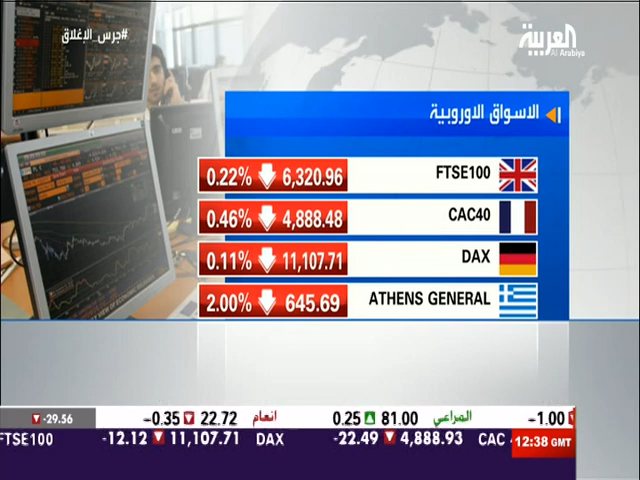 #جرس_الإغلاق
العربية
Al Arabiya
الاسواق الاوروبية
FTSE100 6,320.96 0.22%
CAC40 4,888.48 0.46%
DAX 11,107.71 0.11%
ATHENS GENERAL 645.69 2.00%
-29.56 -0.35 22.72 انعام 0.25 81.00 المراعي -1.00
FTSE100 -12.12 11,107.71 DAX -22.49 4,888.93 CAC 12:38 GMT